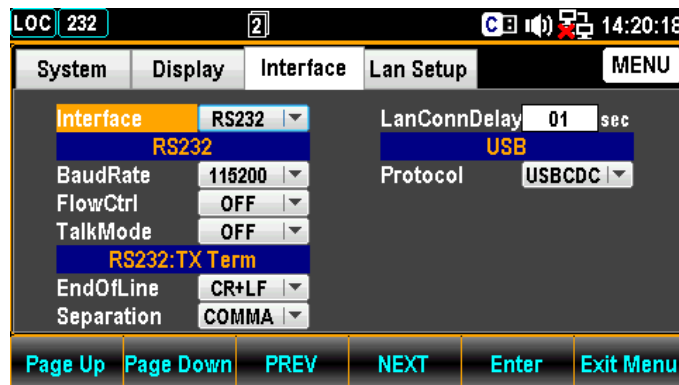 LOC 232 2 C 14:20:18
System Display Interface Lan Setup MENU
Interface RS232 LanConnDelay 01 sec
RS232 USB
BaudRate 115200 Protocol USBCDC
FlowCtrl OFF
TalkMode OFF
RS232:TX Term
EndOfLine CR+LF
Separation COMMA
Page Up Page Down PREV NEXT Enter Exit Menu